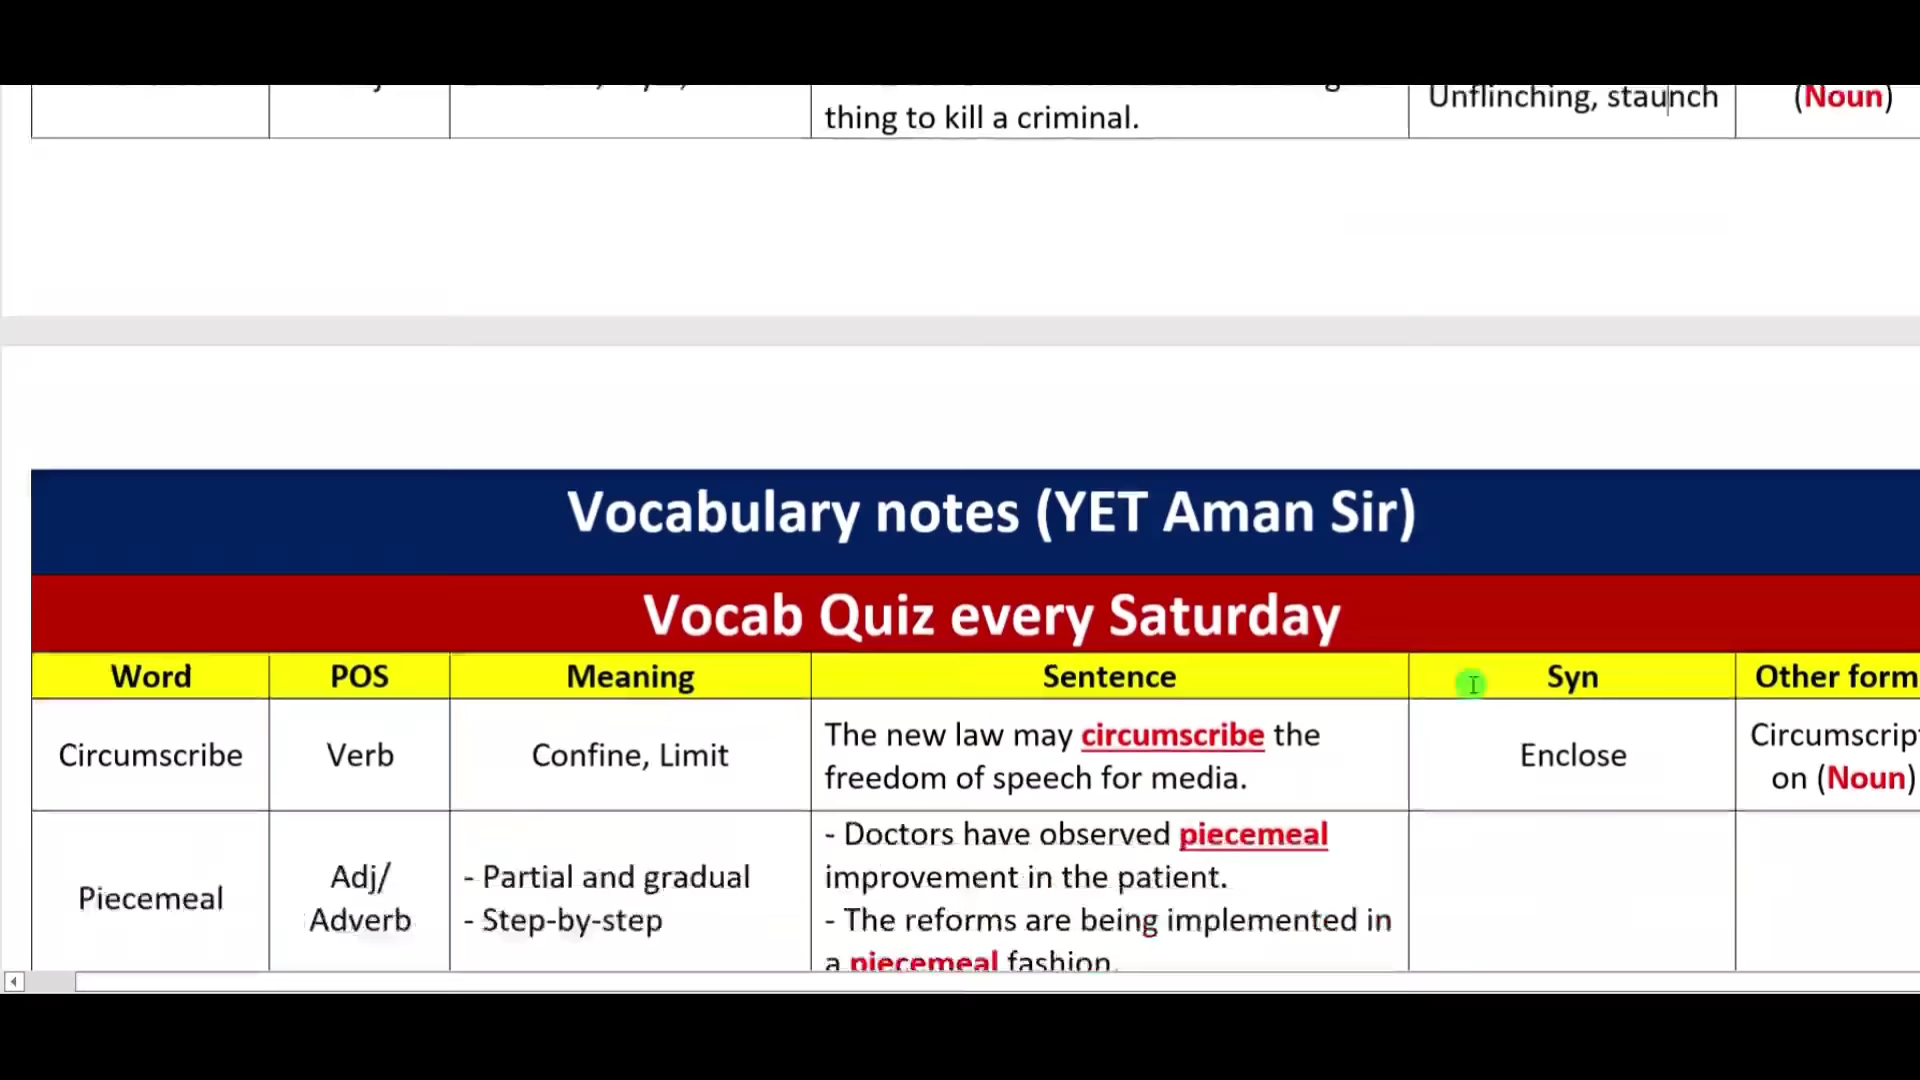 Unflinching, staunch
(Noun)
thing to kill a criminal.
Vocabulary notes (YET Aman Sir)
Vocab Quiz every Saturday
Word POS Meaning Sentence Syn Other form
Circumscribe
Verb
Confine, Limit
The new law may circumscribe the
freedom of speech for media.
Enclose
Circumscript
on (Noun)
Piecemeal
Adj/
Adverb
- Partial and gradual
- Step-by-step
- Doctors have observed piecemeal
improvement in the patient.
- The reforms are being implemented in
a piecemeal fashion.